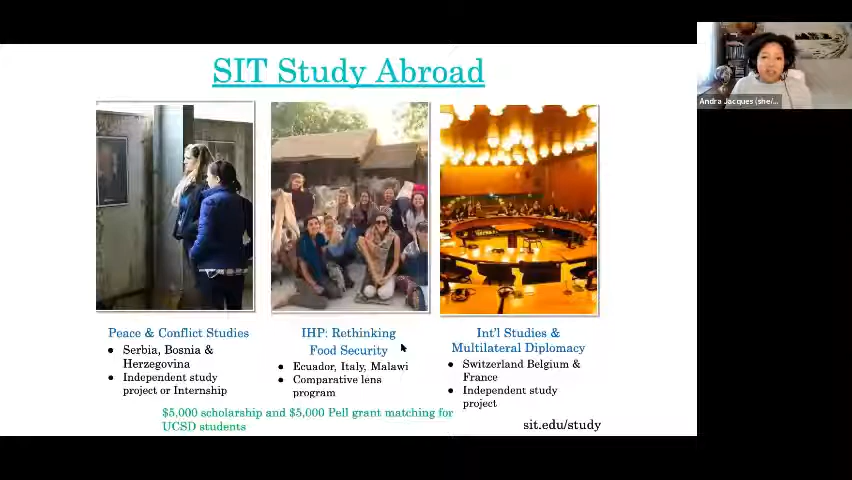 SIT Study Abroad
Andra Jacques (she/...
Peace & Conflict Studies
● Serbia, Bosnia &
Herzegovina
● Independent study
project or Internship
IHP: Rethinking
Food Security
● Ecuador, Italy, Malawi
● Comparative lens
program
Int'l Studies &
Multilateral Diplomacy
● Switzerland Belgium &
France
● Independent study
project
$5,000 scholarship and $5,000 Pell grant matching for
UCSD students
sit.edu/study